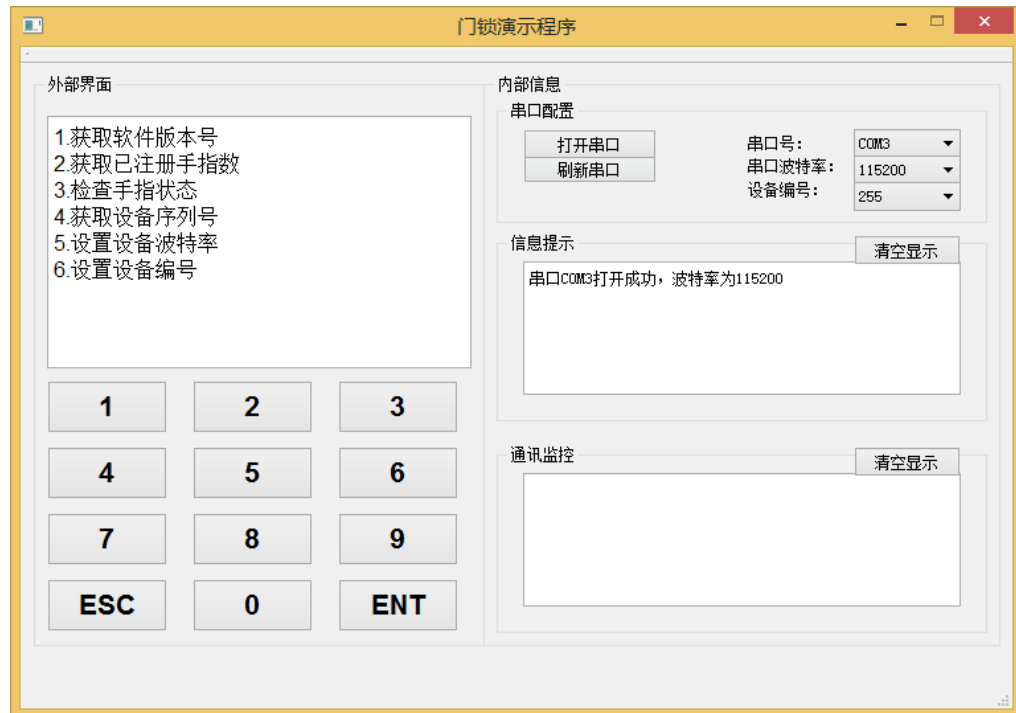 门锁演示程序
外部界面
1.获取软件版本号
2.获取已注册手指数
3.检查手指状态
4.获取设备序列号
5.设置设备波特率
6.设置设备编号
1 2 3
4 5 6
7 8 9
ESC 0 ENT
内部信息
串口配置
打开串口
刷新串口
串口号: COM3
串口波特率: 115200
设备编号: 255
信息提示
清空显示
串口COM3打开成功，波特率为115200
通讯监控
清空显示